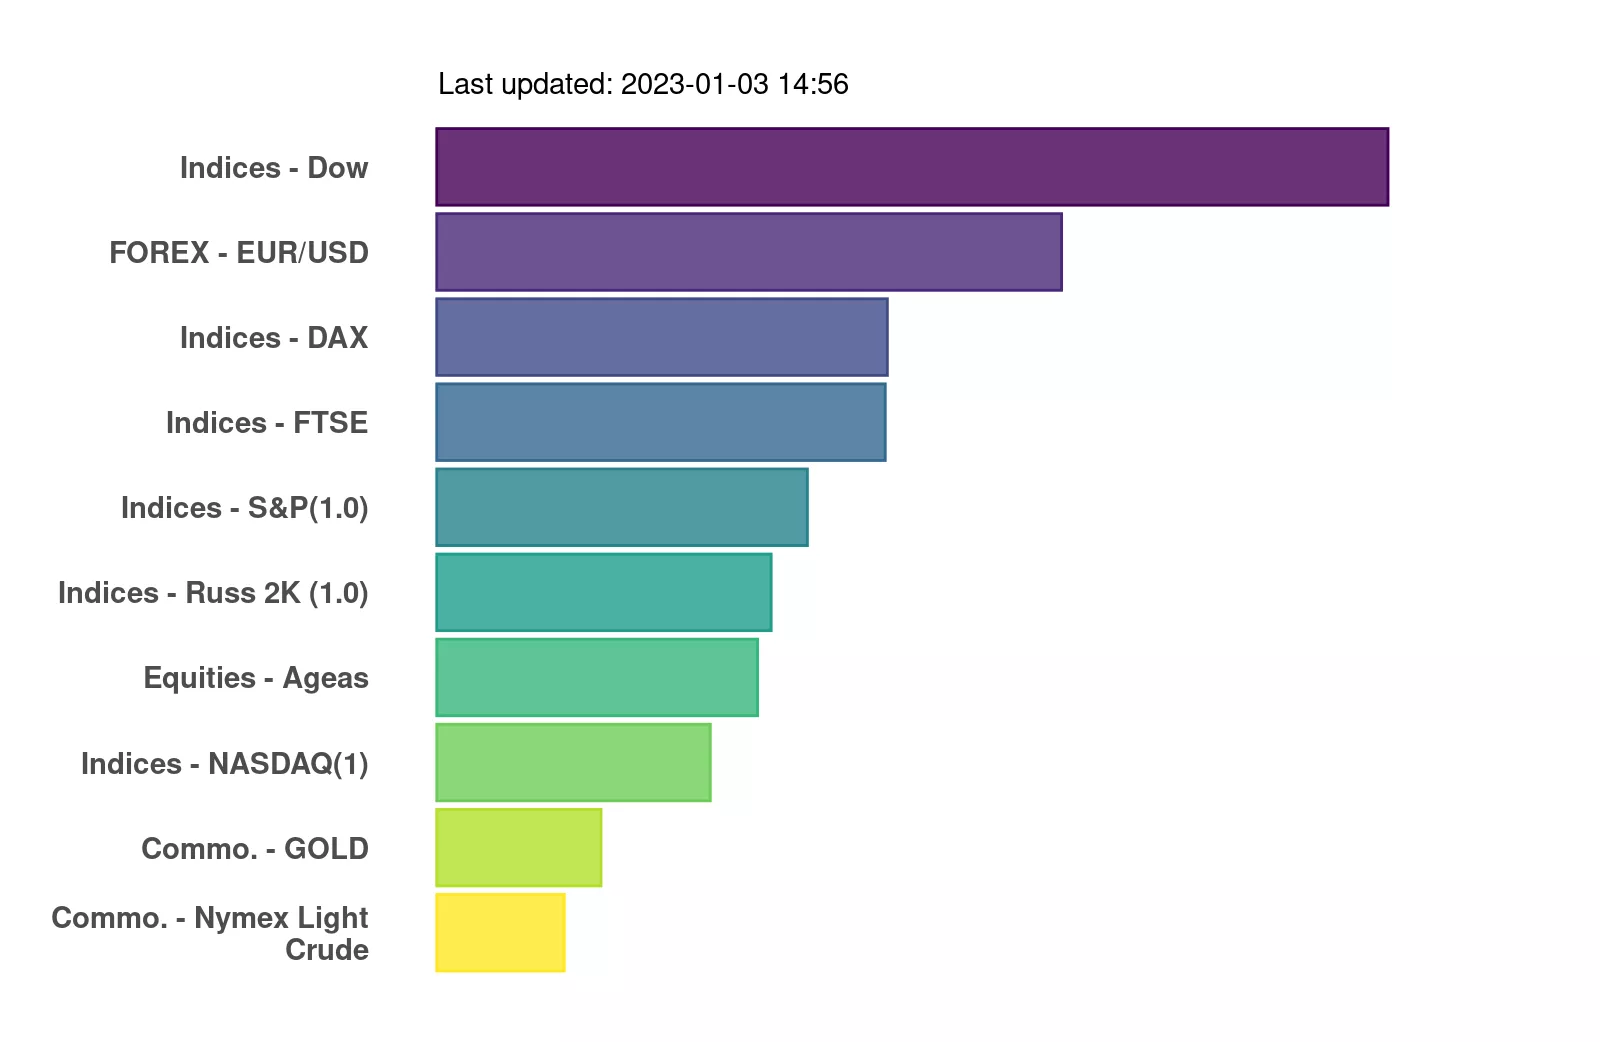 Last updated: 2023-01-03 14:56
Indices - Dow
FOREX - EUR/USD
Indices - DAX
Indices - FTSE
Indices - S&P(1.0)
Indices - Russ 2K (1.0)
Equities - Ageas
Indices - NASDAQ(1)
Commo. - GOLD
Commo. - Nymex Light
Crude